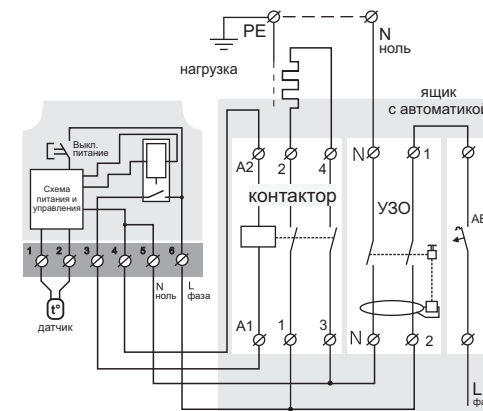 PE
N
ноль
нагрузка
ящик
с автоматикой
Выкл.
питание
Схема
питания и
управления
1 2 3 4 5 6
N
ноль
L
фаза
t°
датчик
A2 2 4
контактор
A1 1 3
N 1
УЗО
N 2
L